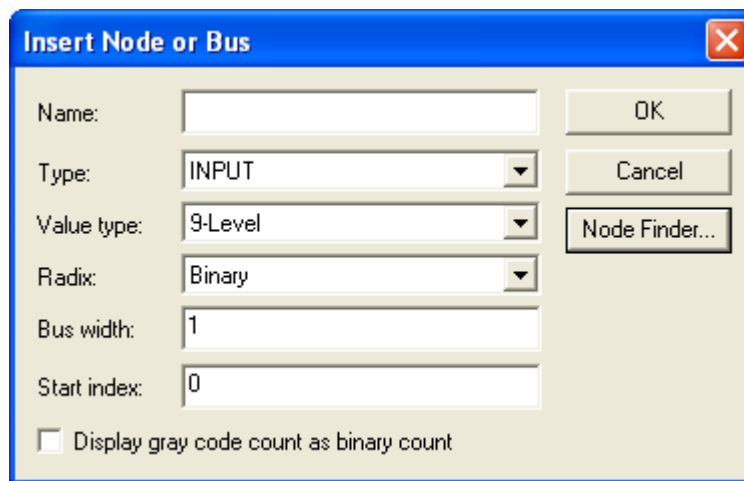 Insert Node or Bus
Name:
OK
Type:
INPUT
Cancel
Value type:
9-Level
Node Finder...
Radix:
Binary
Bus width:
1
Start index:
0
Display gray code count as binary count